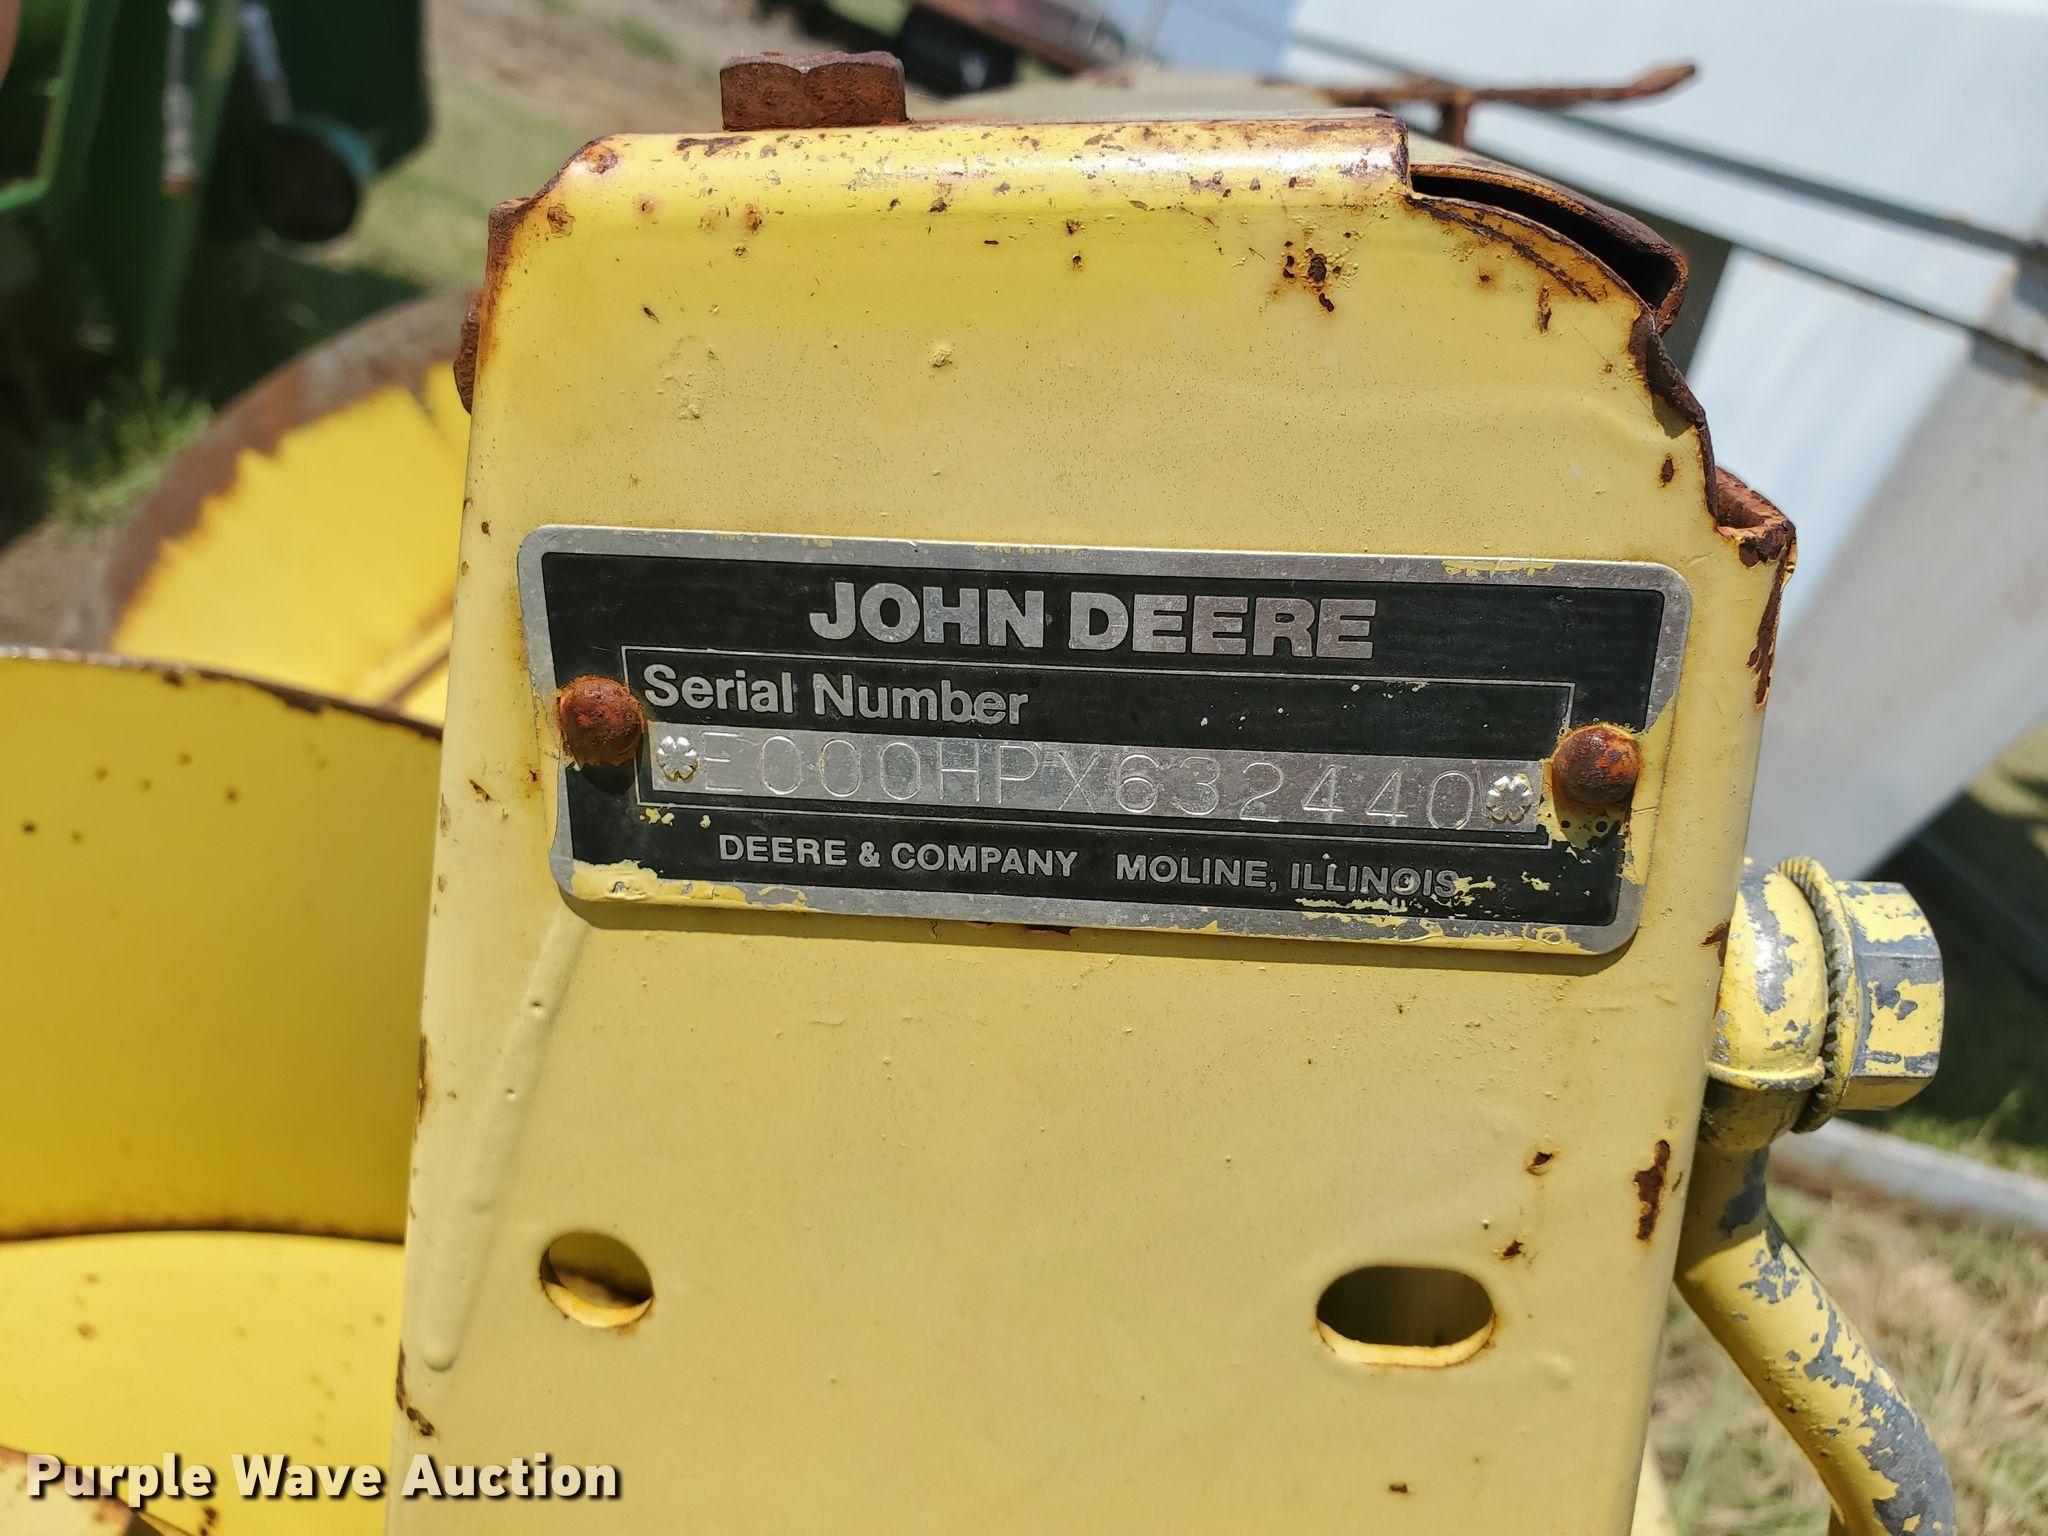 JOHN DEERE
Serial Number
*E000HPX632440*
DEERE & COMPANY MOLINE, ILLINOIS
Purple Wave Auction